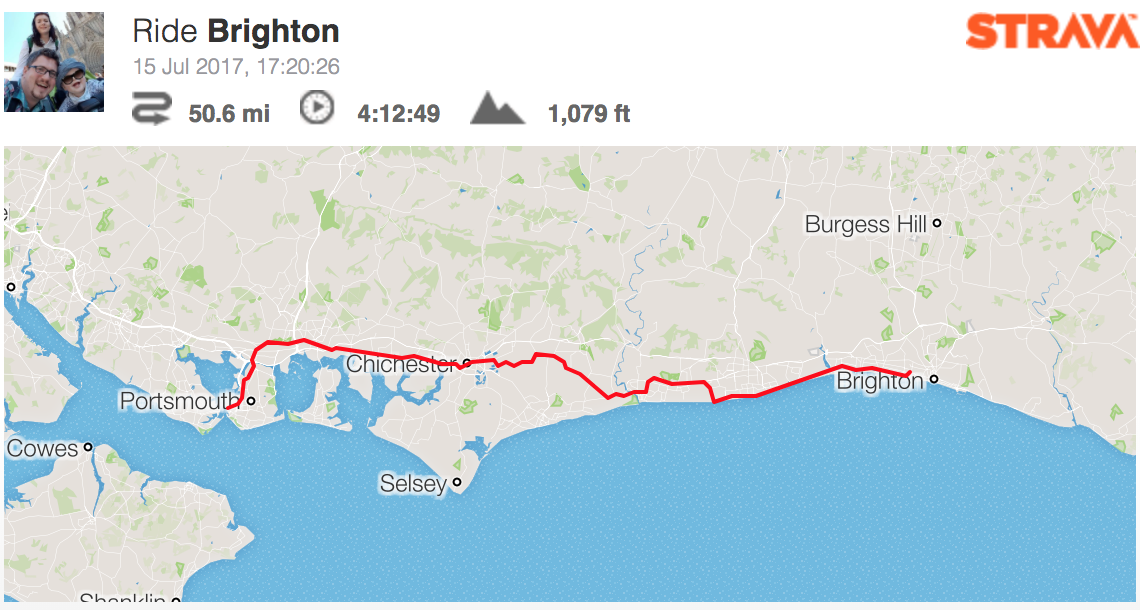 Ride Brighton
STRAVA
15 Jul 2017, 17:20:26
50.6 mi
4:12:49
1,079 ft
Burgess Hill
Chichester
Brighton
Portsmouth
Cowes
Selsey
Shanklin